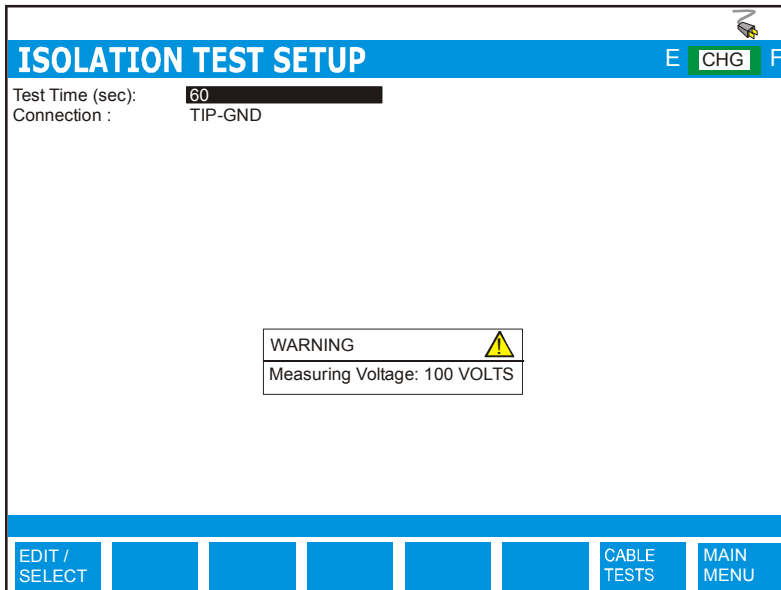 ISOLATION TEST SETUP E CHG F
Test Time (sec): 60
Connection : TIP-GND
WARNING
Measuring Voltage: 100 VOLTS
EDIT / SELECT
CABLE TESTS
MAIN MENU